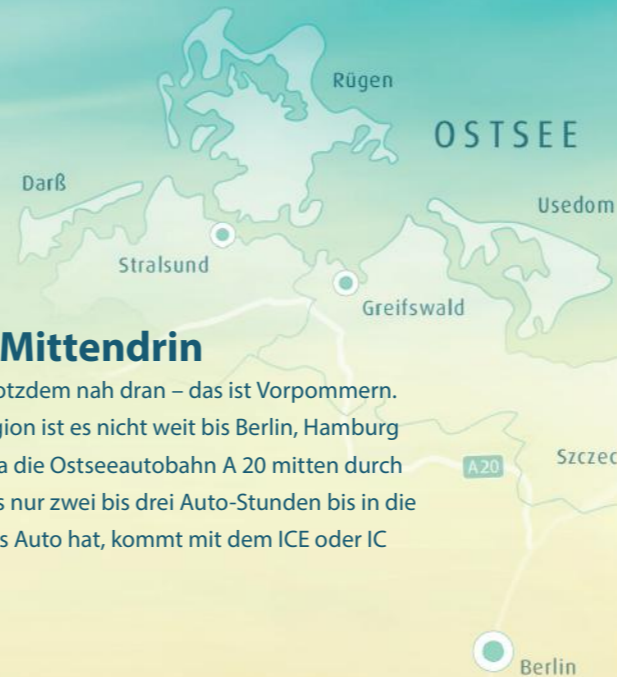 Rügen
OSTSEE
Darß
Usedom
Stralsund
Greifswald
Mittendrin
otzdem nah dran – das ist Vorpommern.
gion ist es nicht weit bis Berlin, Hamburg
a die Ostseeautobahn A 20 mitten durch
s nur zwei bis drei Auto-Stunden bis in die
s Auto hat, kommt mit dem ICE oder IC
A20
Szczec
Berlin